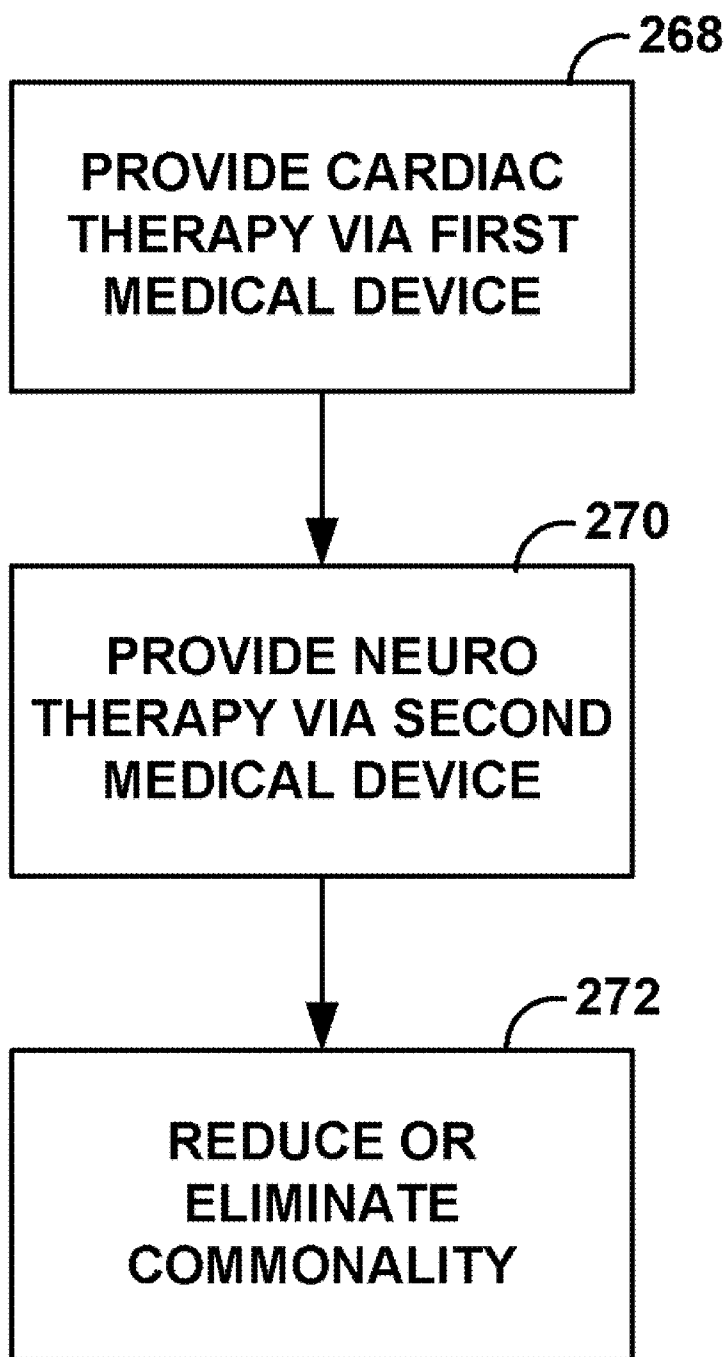 268
PROVIDE CARDIAC
THERAPY VIA FIRST
MEDICAL DEVICE
270
PROVIDE NEURO
THERAPY VIA SECOND
MEDICAL DEVICE
272
REDUCE OR
ELIMINATE
COMMONALITY